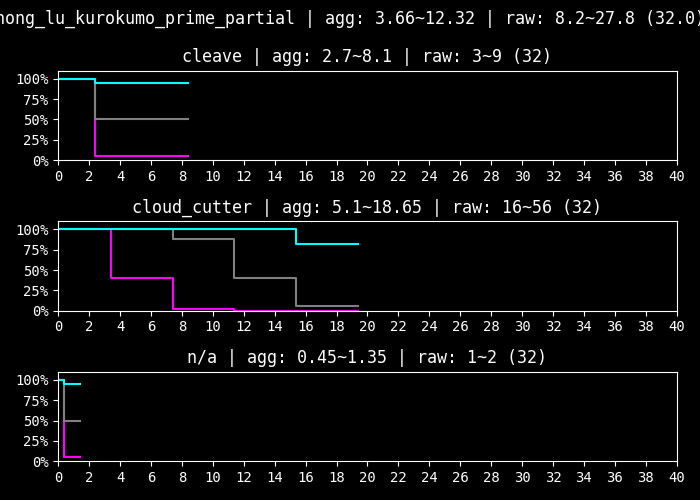 hong_lu_kurokumo_prime_partial | agg: 3.66~12.32 | raw: 8.2~27.8 (32.0)
cleave | agg: 2.7~8.1 | raw: 3~9 (32)
100%
75%
50%
25%
0%
0 2 4 6 8 10 12 14 16 18 20 22 24 26 28 30 32 34 36 38 40
cloud_cutter | agg: 5.1~18.65 | raw: 16~56 (32)
100%
75%
50%
25%
0%
0 2 4 6 8 10 12 14 16 18 20 22 24 26 28 30 32 34 36 38 40
n/a | agg: 0.45~1.35 | raw: 1~2 (32)
100%
75%
50%
25%
0%
0 2 4 6 8 10 12 14 16 18 20 22 24 26 28 30 32 34 36 38 40